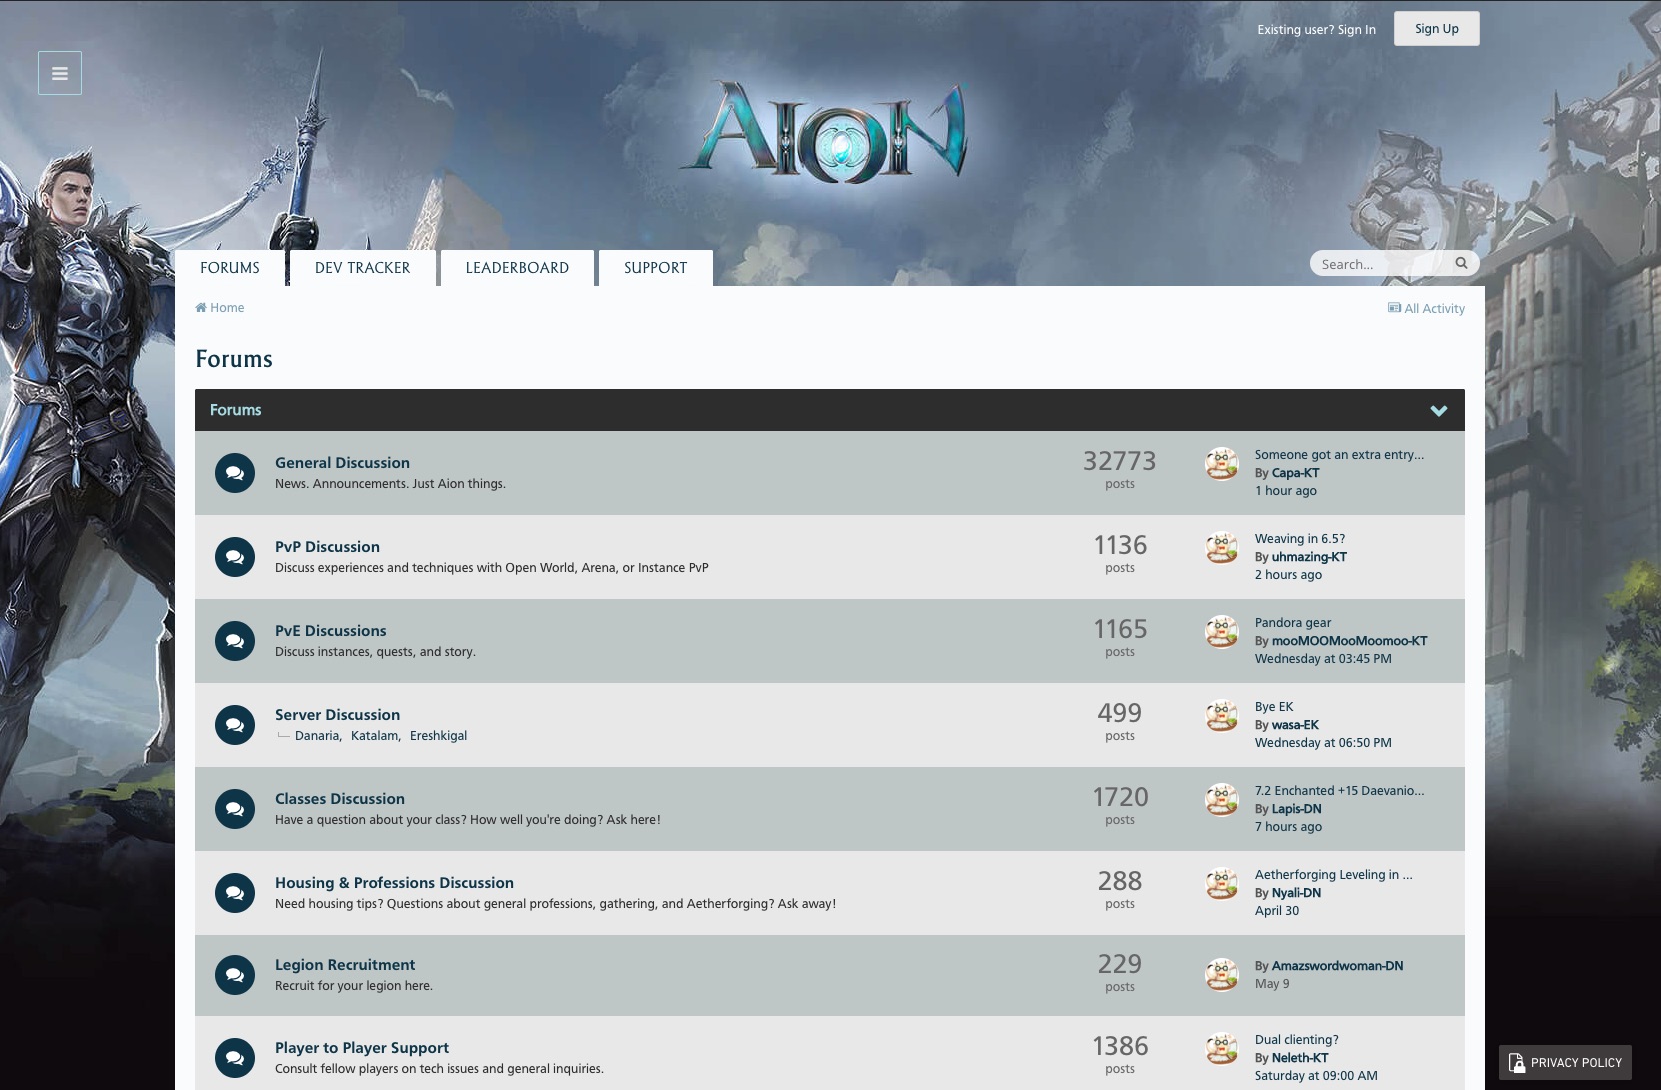 Existing user? Sign In
Sign Up
AION
FORUMS
DEV TRACKER
LEADERBOARD
SUPPORT
Search...
Home
All Activity
Forums
Forums
General Discussion
News. Announcements. Just Aion things.
32773
posts
Someone got an extra entry...
By Capa-KT
1 hour ago
PvP Discussion
Discuss experiences and techniques with Open World, Arena, or Instance PvP
1136
posts
Weaving in 6.5?
By uhmazing-KT
2 hours ago
PvE Discussions
Discuss instances, quests, and story.
1165
posts
Pandora gear
By mooMOOMooMoomoo-KT
Wednesday at 03:45 PM
Server Discussion
Danaria, Katalam, Ereshkigal
499
posts
Bye EK
By wasa-EK
Wednesday at 06:50 PM
Classes Discussion
Have a question about your class? How well you're doing? Ask here!
1720
posts
7.2 Enchanted +15 Daevanio...
By Lapis-DN
7 hours ago
Housing & Professions Discussion
Need housing tips? Questions about general professions, gathering, and Aetherforging? Ask away!
288
posts
Aetherforging Leveling in ...
By Nyali-DN
April 30
Legion Recruitment
Recruit for your legion here.
229
posts
By Amazswordwoman-DN
May 9
Player to Player Support
Consult fellow players on tech issues and general inquiries.
1386
posts
Dual clienting?
By Neleth-KT
Saturday at 09:00 AM
PRIVACY POLICY